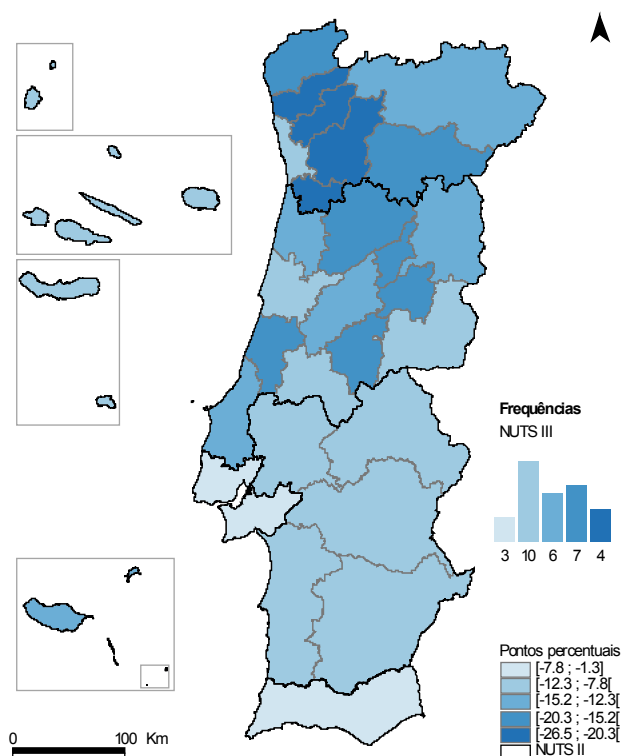 Frequências
NUTS III
3 10 6 7 4
Pontos percentuais
[-7.8 ; -1.3]
[-12.3 ; -7.8[
[-15.2 ; -12.3[
[-20.3 ; -15.2[
[-26.5 ; -20.3[
NUTS II
0 100 Km